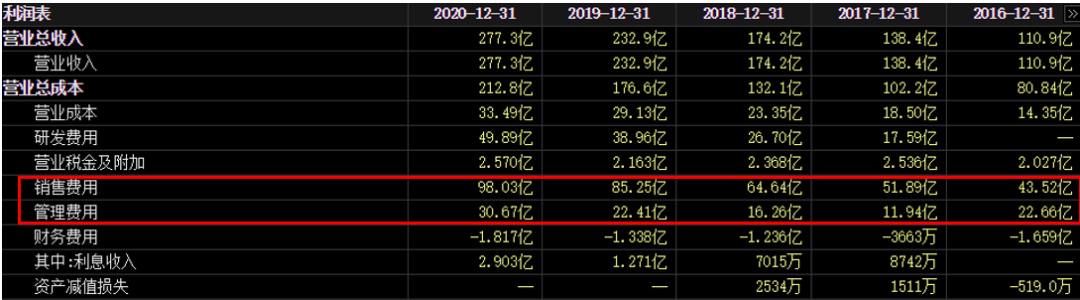 利润表 2020-12-31 2019-12-31 2018-12-31 2017-12-31 2016-12-31 >>
营业总收入 277.3亿 232.9亿 174.2亿 138.4亿 110.9亿
营业收入 277.3亿 232.9亿 174.2亿 138.4亿 110.9亿
营业总成本 212.8亿 176.6亿 132.1亿 102.2亿 80.84亿
营业成本 33.49亿 29.13亿 23.35亿 18.50亿 14.35亿
研发费用 49.89亿 38.96亿 26.70亿 17.59亿 —
营业税金及附加 2.570亿 2.163亿 2.368亿 2.536亿 2.027亿
销售费用 98.03亿 85.25亿 64.64亿 51.89亿 43.52亿
管理费用 30.67亿 22.41亿 16.26亿 11.94亿 22.66亿
财务费用 -1.817亿 -1.338亿 -1.236亿 -3663万 -1.659亿
其中:利息收入 2.903亿 1.271亿 7015万 8742万 —
资产减值损失 — — 2534万 1511万 -519.0万